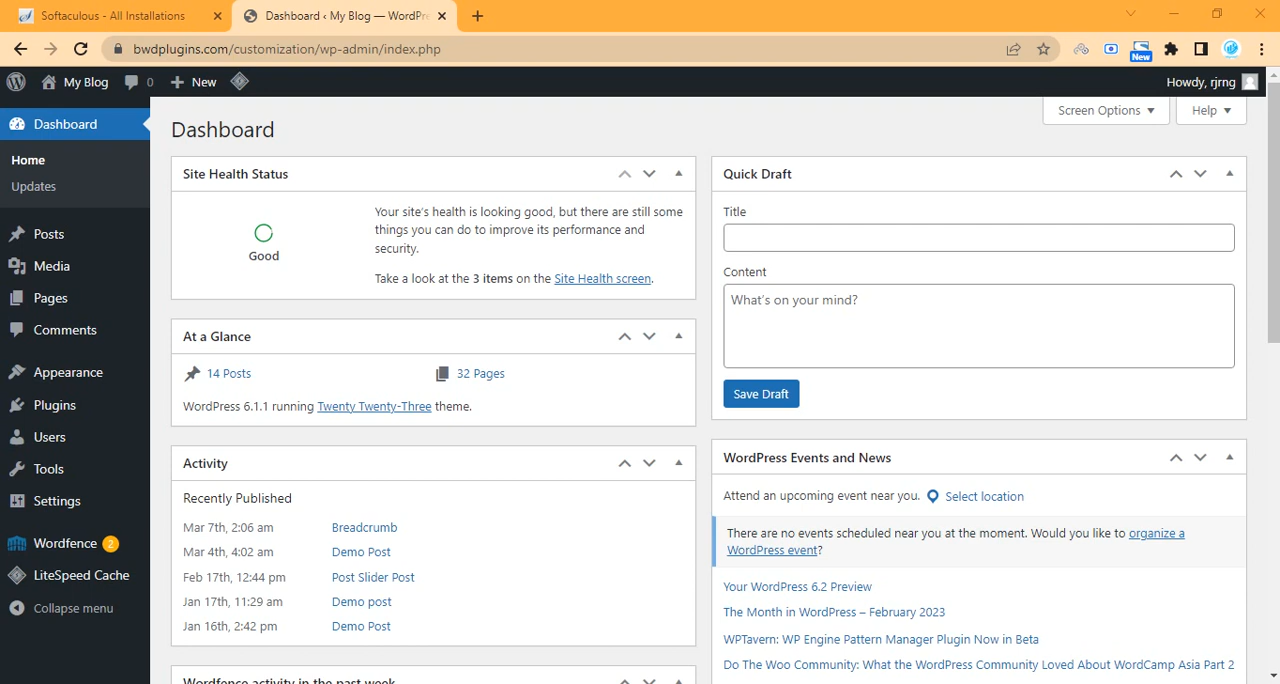 Softaculous - All Installations
Dashboard ‹ My Blog — WordPre
bwdplugins.com/customization/wp-admin/index.php
New
My Blog
0
New
Howdy, rjrng
Dashboard
Home
Updates
Posts
Media
Pages
Comments
Appearance
Plugins
Users
Tools
Settings
Wordfence 2
LiteSpeed Cache
Collapse menu
Screen Options
Help
Dashboard
Site Health Status
Good
Your site's health is looking good, but there are still some
things you can do to improve its performance and
security.
Take a look at the 3 items on the Site Health screen.
At a Glance
14 Posts
32 Pages
WordPress 6.1.1 running Twenty Twenty-Three theme.
Activity
Recently Published
Mar 7th, 2:06 am Breadcrumb
Mar 4th, 4:02 am Demo Post
Feb 17th, 12:44 pm Post Slider Post
Jan 17th, 11:29 am Demo post
Jan 16th, 2:42 pm Demo Post
Wordfence activity in the past week
Quick Draft
Title
Content
What's on your mind?
Save Draft
WordPress Events and News
Attend an upcoming event near you. Select location
There are no events scheduled near you at the moment. Would you like to organize a
WordPress event?
Your WordPress 6.2 Preview
The Month in WordPress – February 2023
WPTavern: WP Engine Pattern Manager Plugin Now in Beta
Do The Woo Community: What the WordPress Community Loved About WordCamp Asia Part 2